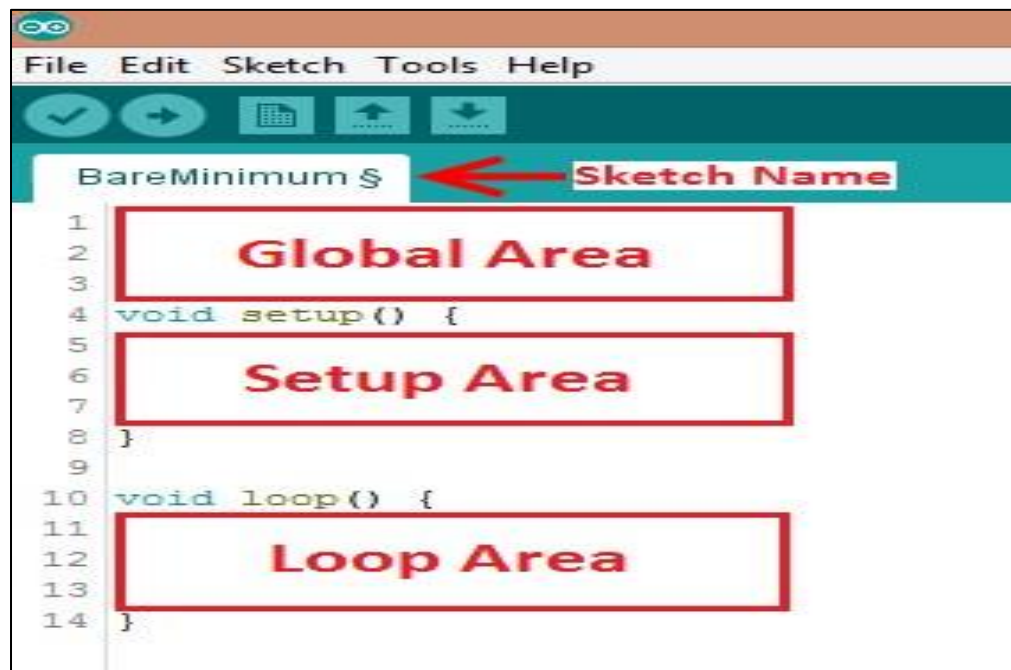 File Edit Sketch Tools Help
BareMinimum § Sketch Name
1
2 Global Area
3
4 void setup() {
5
6 Setup Area
7
8 }
9
10 void loop() {
11
12 Loop Area
13
14 }